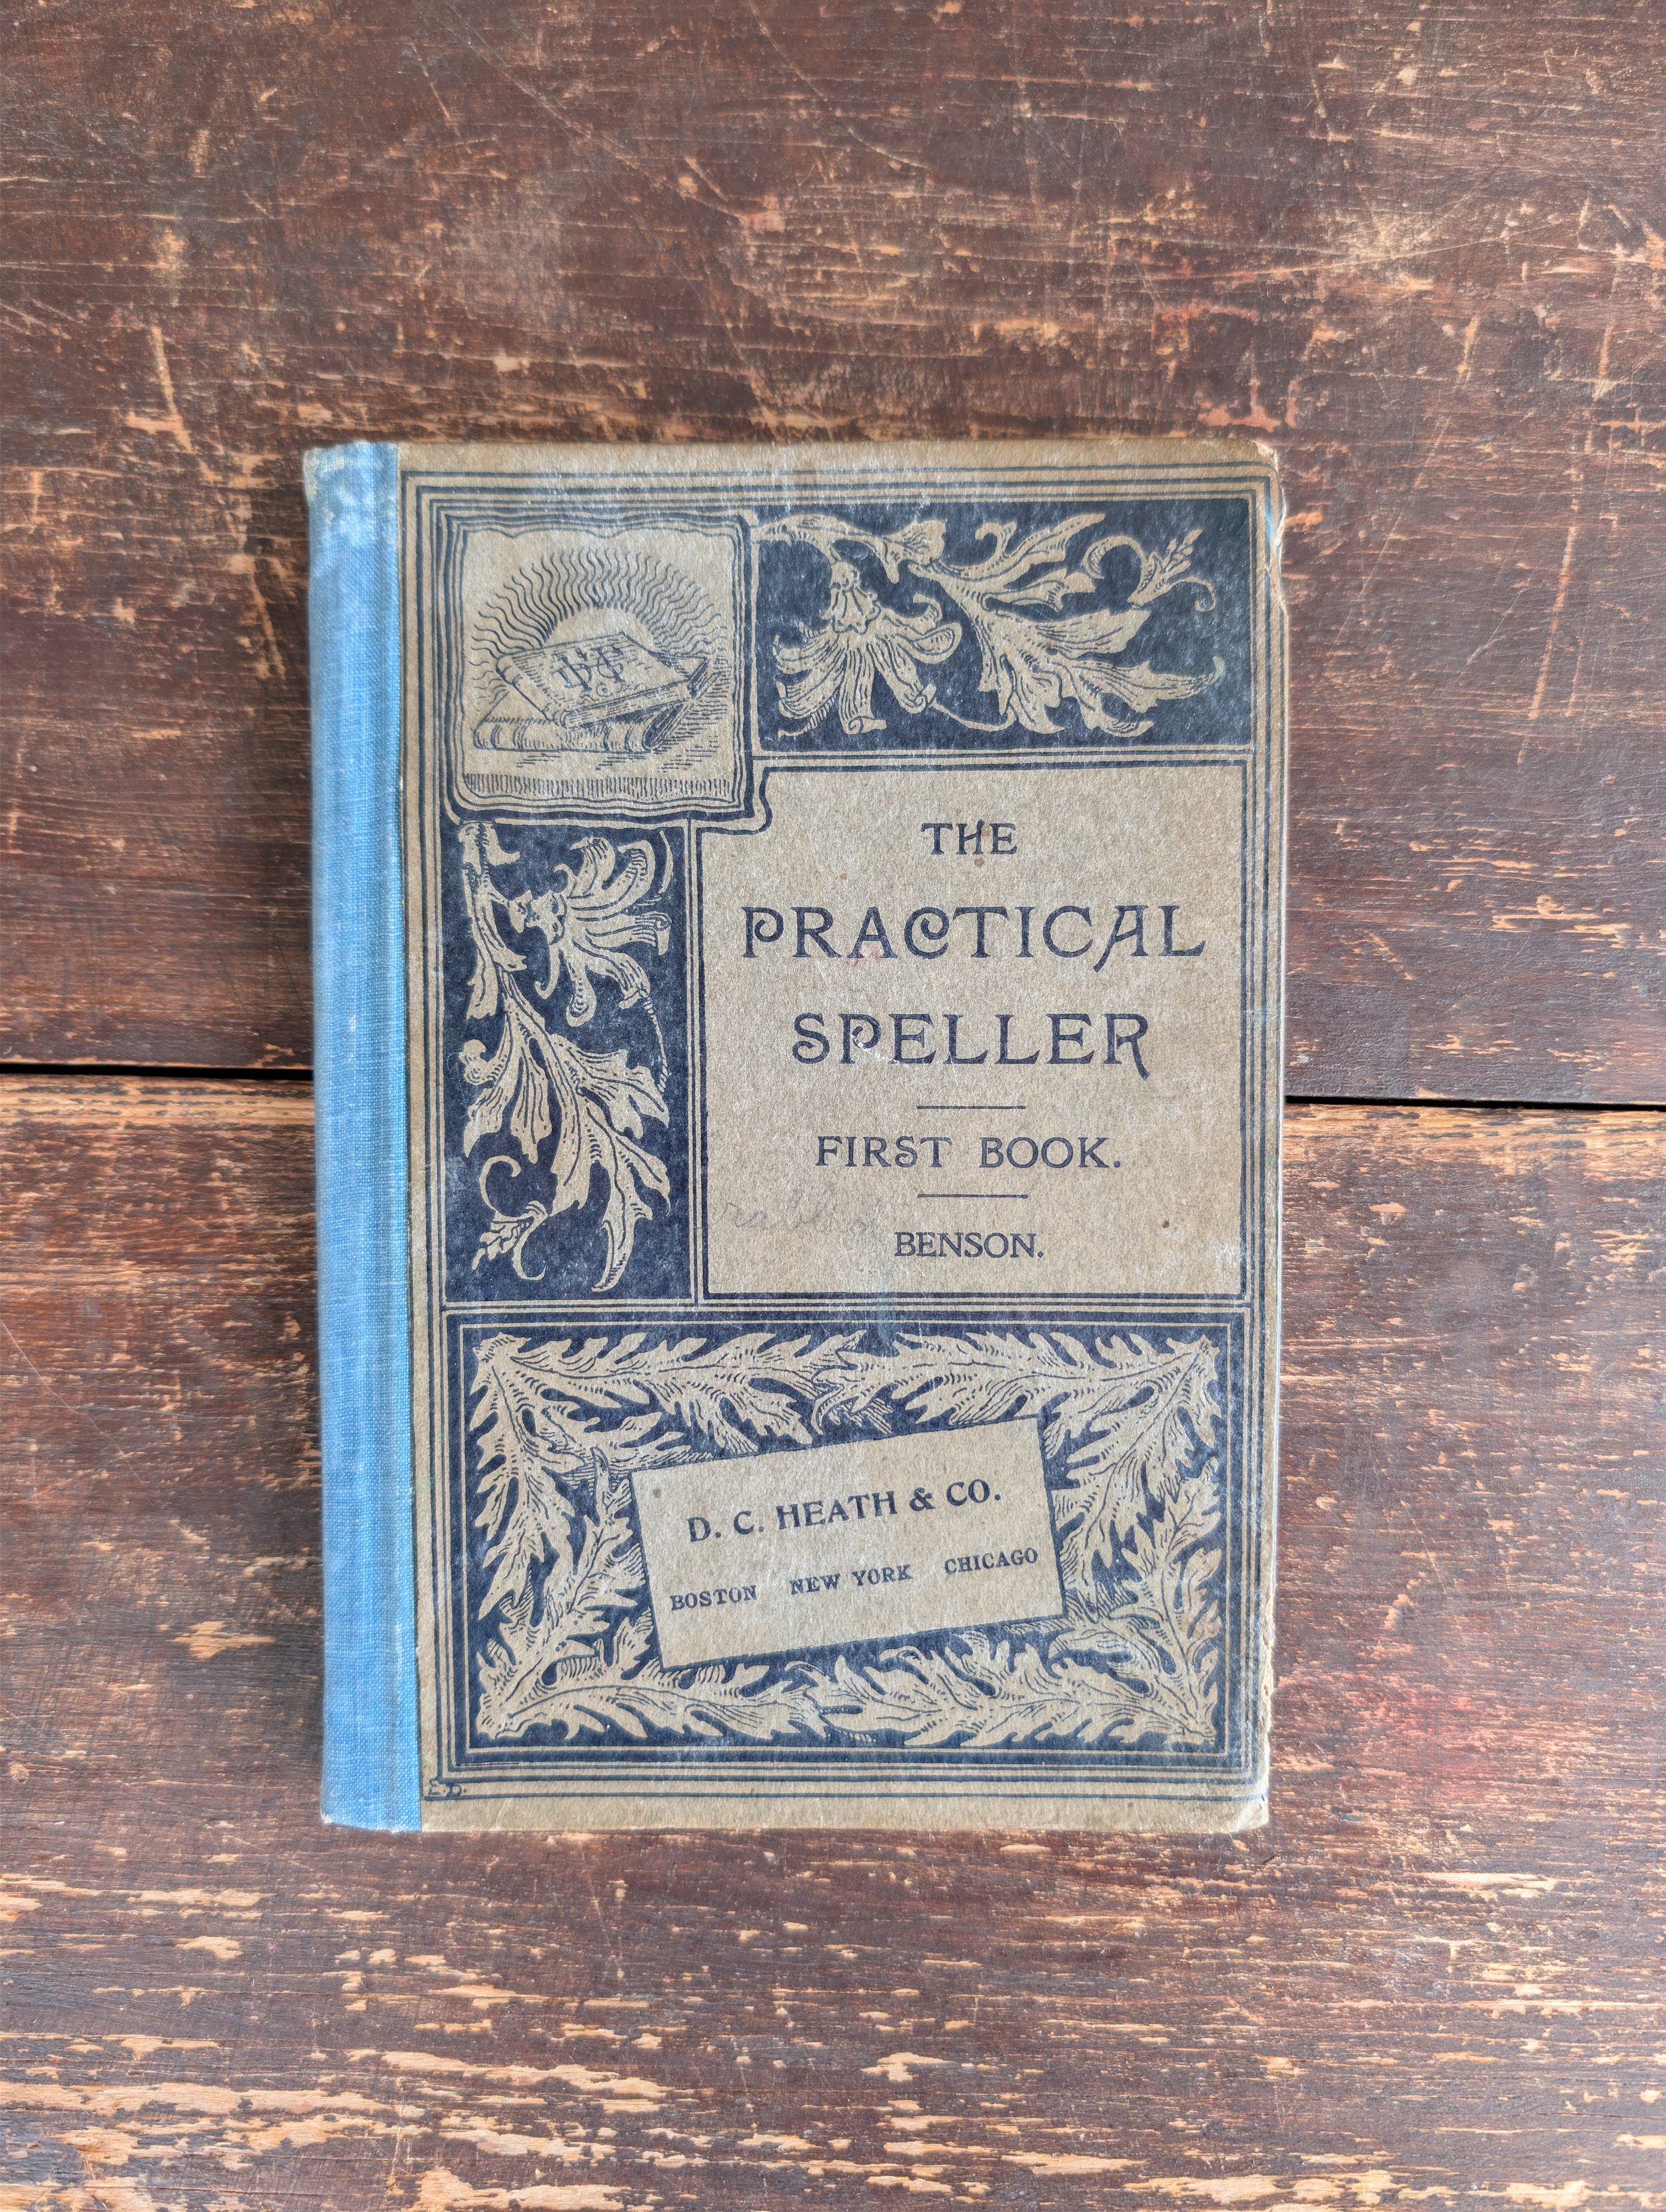 THE
PRACTICAL
SPELLER
FIRST BOOK.
BENSON.
D. C. HEATH & CO.
BOSTON NEW YORK CHICAGO
E.D.